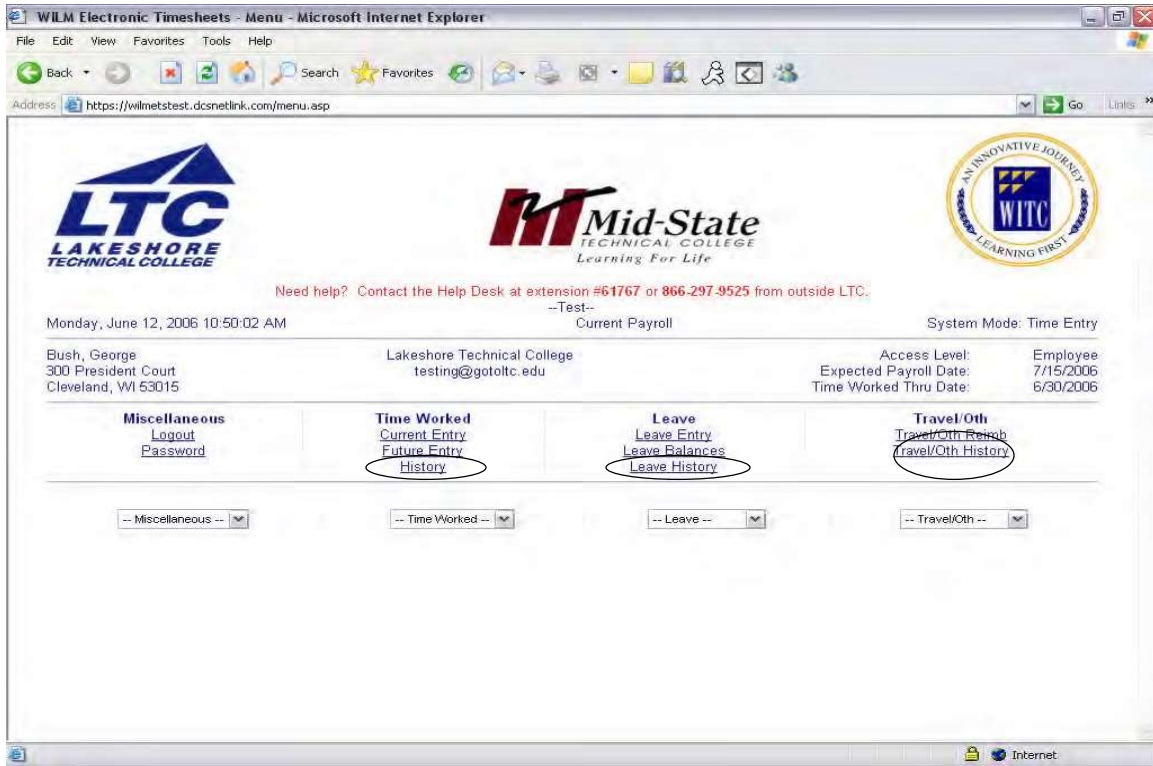 WILM Electronic Timesheets - Menu - Microsoft Internet Explorer
File Edit View Favorites Tools Help
Back Search Favorites
Address https://wilmetstest.dcsnetlink.com/menu.asp Go Links »
LTC
LAKESHORE
TECHNICAL COLLEGE
Mid-State
TECHNICAL COLLEGE
Learning For Life
AN INNOVATIVE JOURNEY
WITC
LEARNING FIRST
Need help? Contact the Help Desk at extension #61767 or 866-297-9525 from outside LTC.
--Test--
Monday, June 12, 2006 10:50:02 AM Current Payroll System Mode: Time Entry
Bush, George Lakeshore Technical College Access Level: Employee
300 President Court testing@gotoltc.edu Expected Payroll Date: 7/15/2006
Cleveland, WI 53015 Time Worked Thru Date: 6/30/2006
Miscellaneous Time Worked Leave Travel/Oth
Logout Current Entry Leave Entry Travel/Oth Reimb
Password Future Entry Leave Balances Travel/Oth History
History Leave History
-- Miscellaneous -- -- Time Worked -- -- Leave -- -- Travel/Oth --
Internet